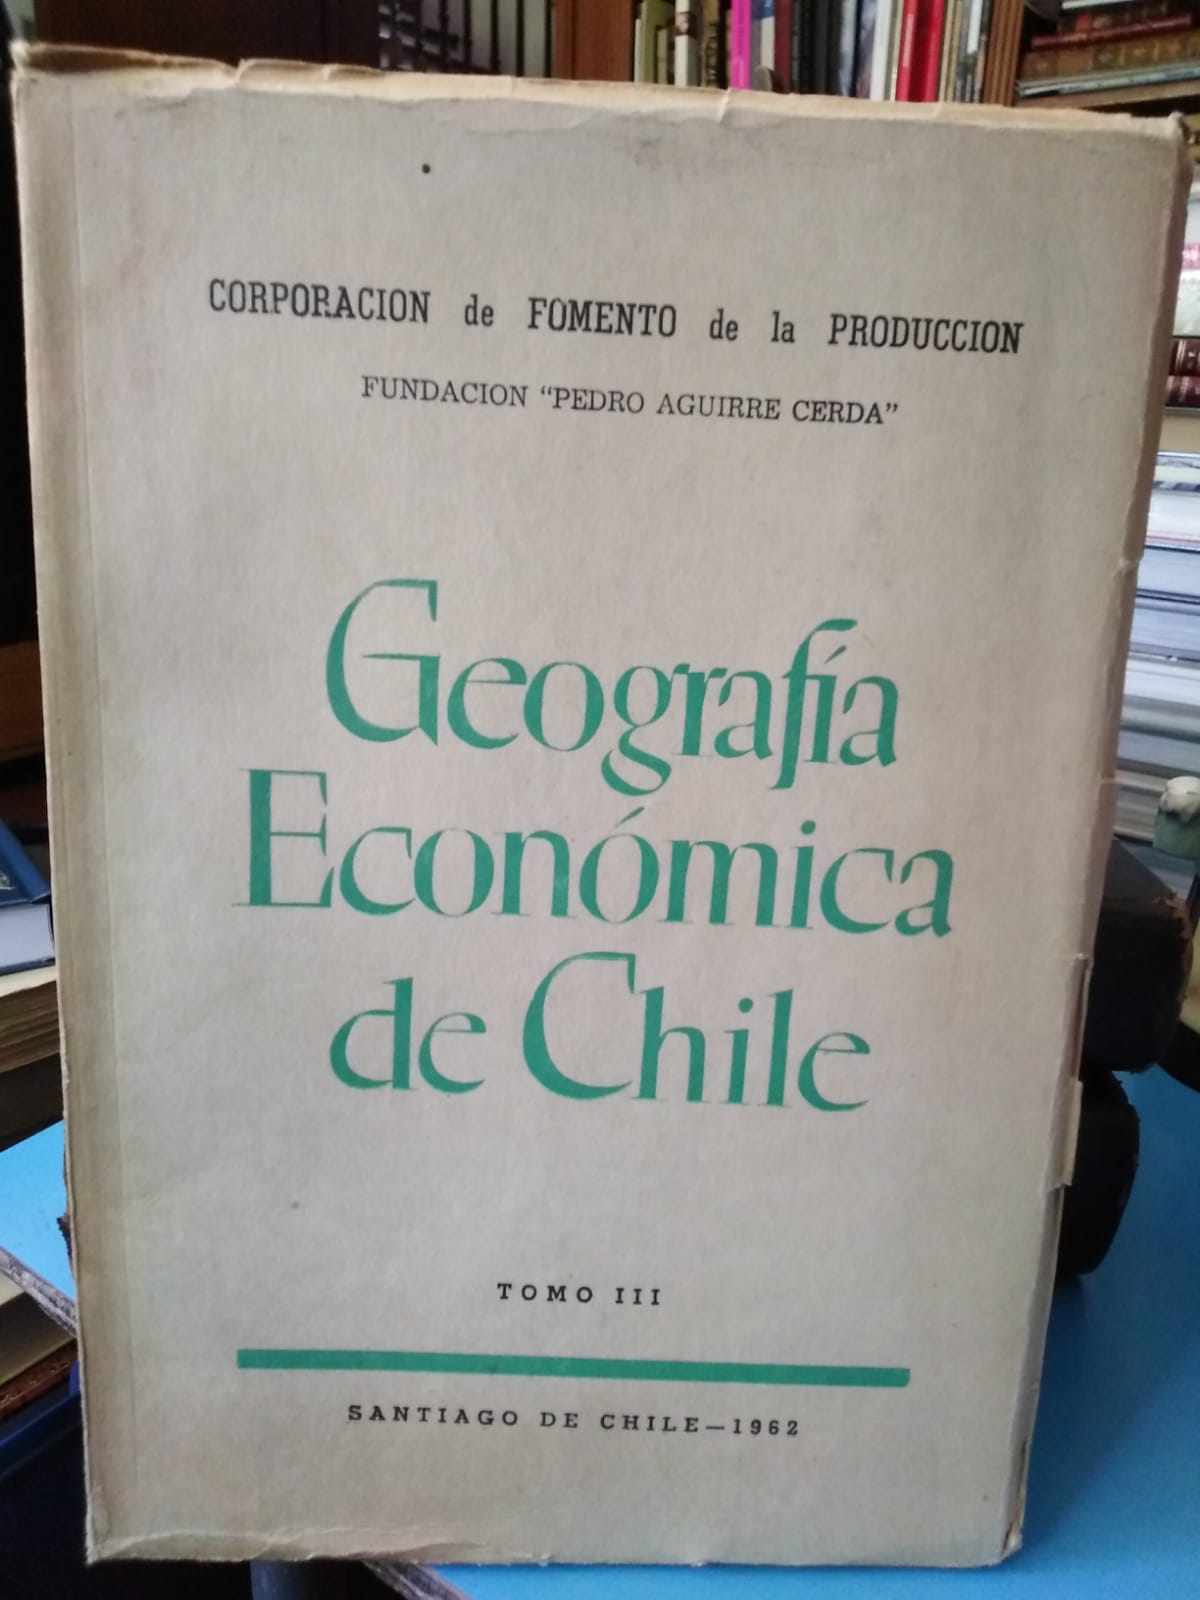 CORPORACION de FOMENTO de la PRODUCCION
FUNDACION “PEDRO AGUIRRE CERDA”
Geografía
Económica
de Chile
TOMO III
SANTIAGO DE CHILE—1962